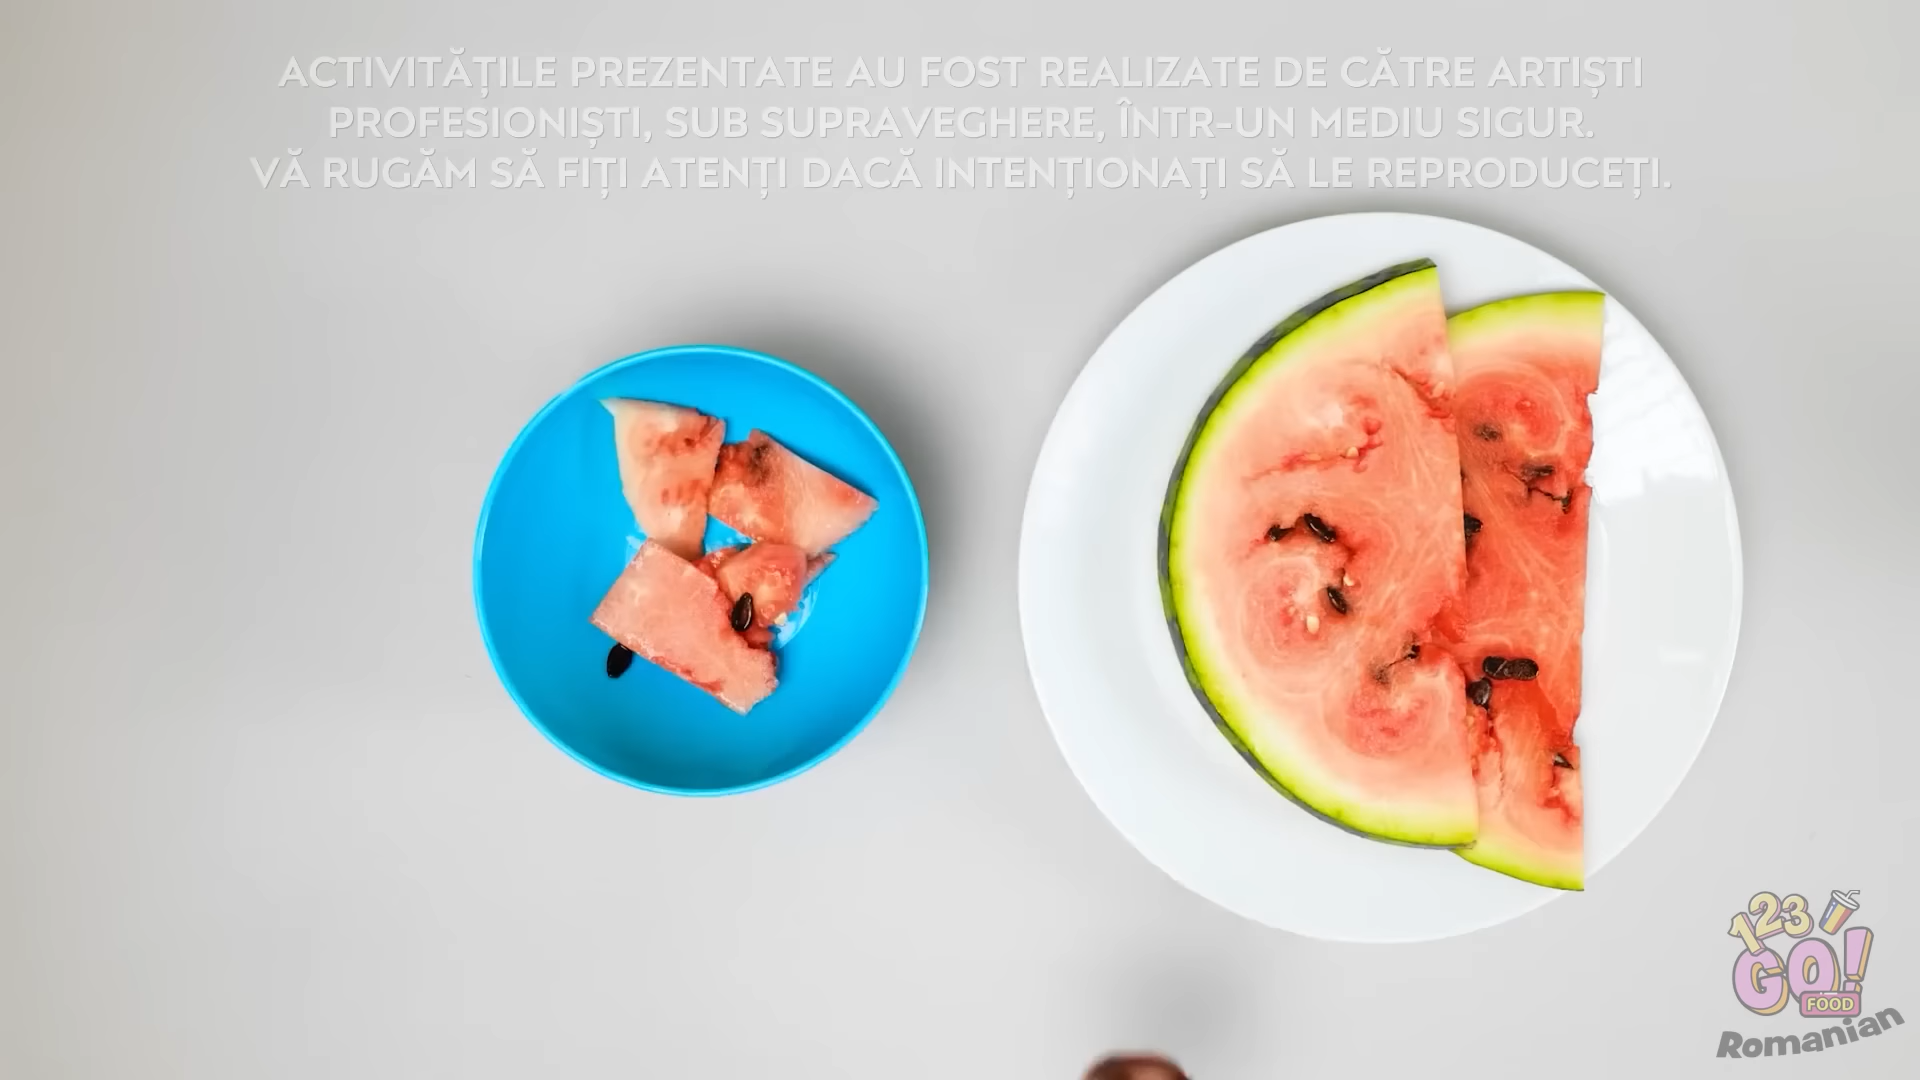 ACTIVITĂȚILE PREZENTATE AU FOST REALIZATE DE CĂTRE ARTIȘTI
PROFESIONIȘTI, SUB SUPRAVEGHERE, ÎNTR-UN MEDIU SIGUR.
VĂ RUGĂM SĂ FIȚI ATENȚI DACĂ INTENȚIONAȚI SĂ LE REPRODUCEȚI.
123
GO!
FOOD
Romanian